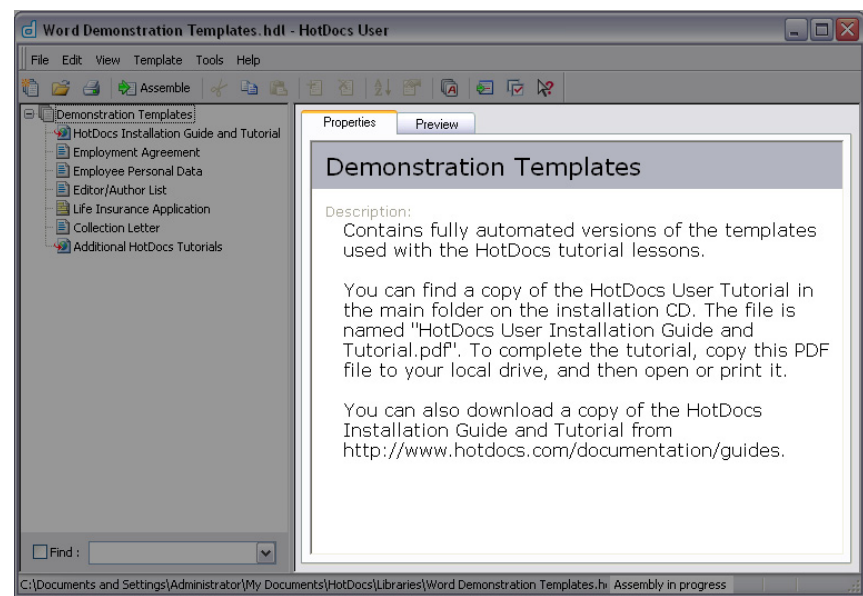 Word Demonstration Templates.hdl - HotDocs User
File Edit View Template Tools Help
Assemble
Demonstration Templates
HotDocs Installation Guide and Tutorial
Employment Agreement
Employee Personal Data
Editor/Author List
Life Insurance Application
Collection Letter
Additional HotDocs Tutorials
Properties Preview
Demonstration Templates
Description:
Contains fully automated versions of the templates
used with the HotDocs tutorial lessons.
You can find a copy of the HotDocs User Tutorial in
the main folder on the installation CD. The file is
named "HotDocs User Installation Guide and
Tutorial.pdf". To complete the tutorial, copy this PDF
file to your local drive, and then open or print it.
You can also download a copy of the HotDocs
Installation Guide and Tutorial from
http://www.hotdocs.com/documentation/guides.
Find :
C:\Documents and Settings\Administrator\My Documents\HotDocs\Libraries\Word Demonstration Templates.h Assembly in progress